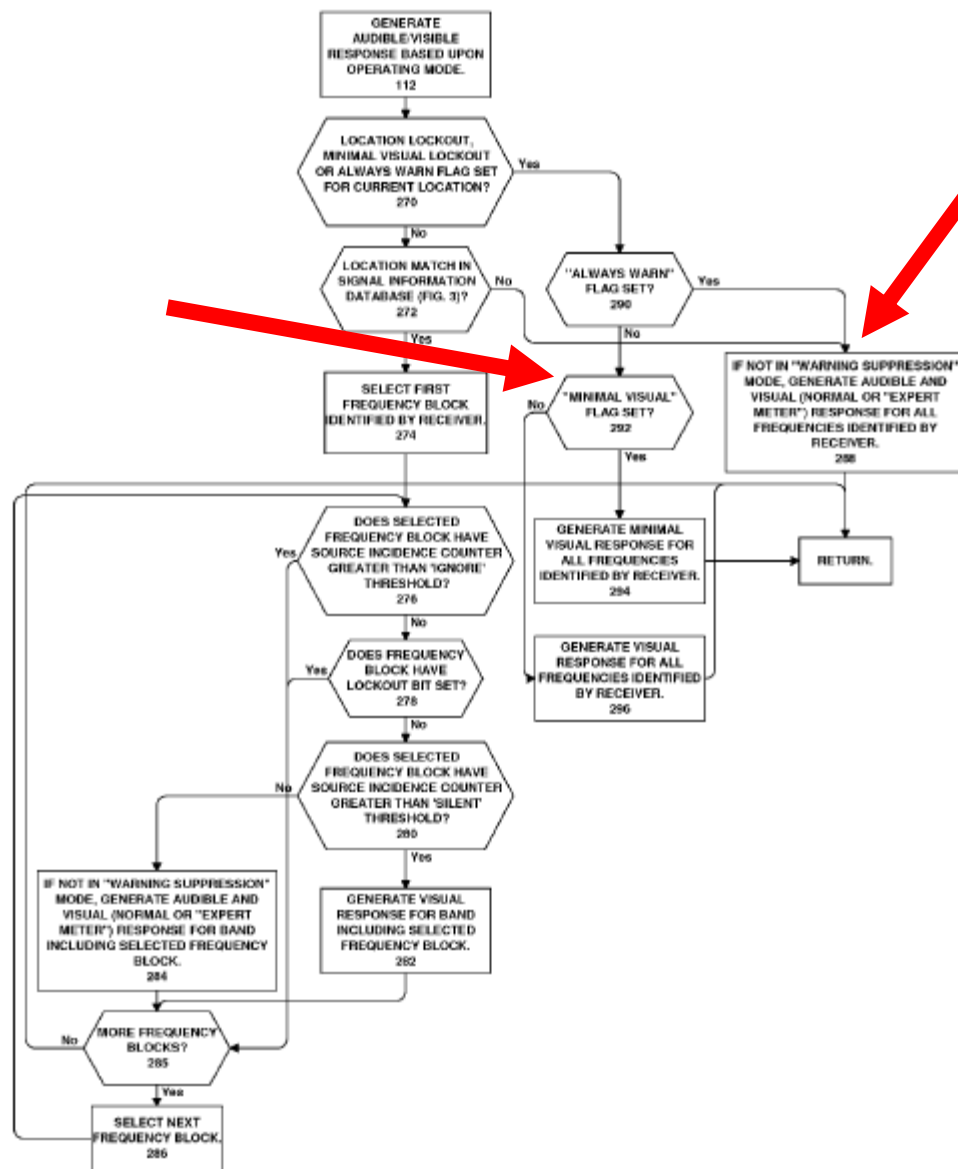 GENERATE
AUDIBLE/VISIBLE
RESPONSE BASED UPON
OPERATING MODE.
112
LOCATION LOCKOUT,
MINIMAL VISUAL LOCKOUT
OR ALWAYS WARN FLAG SET
FOR CURRENT LOCATION?
270
Yes
No
LOCATION MATCH IN
SIGNAL INFORMATION
DATABASE (FIG. 3)?
272
No
Yes
"ALWAYS WARN"
FLAG SET?
290
Yes
No
SELECT FIRST
FREQUENCY BLOCK
IDENTIFIED BY RECEIVER.
274
"MINIMAL VISUAL"
FLAG SET?
292
No
Yes
IF NOT IN "WARNING SUPPRESSION"
MODE, GENERATE AUDIBLE AND
VISUAL (NORMAL OR "EXPERT
METER") RESPONSE FOR ALL
FREQUENCIES IDENTIFIED BY
RECEIVER.
288
DOES SELECTED
FREQUENCY BLOCK HAVE
SOURCE INCIDENCE COUNTER
GREATER THAN 'IGNORE'
THRESHOLD?
276
Yes
No
GENERATE MINIMAL
VISUAL RESPONSE FOR
ALL FREQUENCIES
IDENTIFIED BY RECEIVER.
294
RETURN.
DOES FREQUENCY
BLOCK HAVE
LOCKOUT BIT SET?
278
Yes
No
GENERATE VISUAL
RESPONSE FOR ALL
FREQUENCIES IDENTIFIED
BY RECEIVER.
296
DOES SELECTED
FREQUENCY BLOCK HAVE
SOURCE INCIDENCE COUNTER
GREATER THAN 'SILENT'
THRESHOLD?
280
No
Yes
IF NOT IN "WARNING SUPPRESSION"
MODE, GENERATE AUDIBLE AND
VISUAL (NORMAL OR "EXPERT
METER") RESPONSE FOR BAND
INCLUDING SELECTED FREQUENCY
BLOCK.
284
GENERATE VISUAL
RESPONSE FOR BAND
INCLUDING SELECTED
FREQUENCY BLOCK.
282
MORE FREQUENCY
BLOCKS?
285
No
Yes
SELECT NEXT
FREQUENCY BLOCK.
286